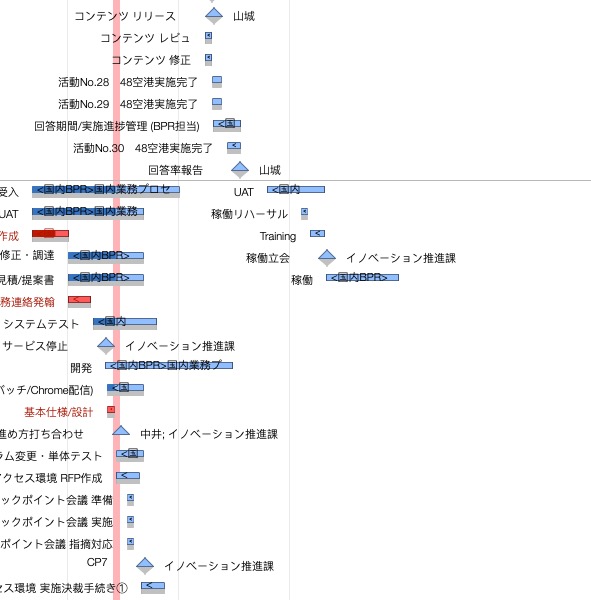 コンテンツ リリース 山城
コンテンツ レビュ <
コンテンツ 修正 <
活動No.28 48空港実施完了
活動No.29 48空港実施完了
回答期間/実施進捗管理 (BPR担当) <国
活動No.30 48空港実施完了 <
回答率報告 山城
受入 <国内BPR>国内業務プロセ UAT <国内
UAT <国内BPR>国内業務 稼働リハーサル <
作成 Training <
修正・調達 <国内BPR> 稼働立会 イノベーション推進課
見積/提案書 <国内BPR> 稼働 <国内BPR>
務連絡発翰 <
システムテスト <国内
サービス停止 イノベーション推進課
開発 <国内BPR>国内業務プ
バッチ/Chrome配信) <国
基本仕様/設計
進め方打ち合わせ 中井; イノベーション推進課
ラム変更・単体テスト <国
アクセス環境 RFP作成 <
ックポイント会議 準備 <
ックポイント会議 実施 <
ポイント会議 指摘対応 <
CP7 イノベーション推進課
セス環境 実施決裁手続き① <